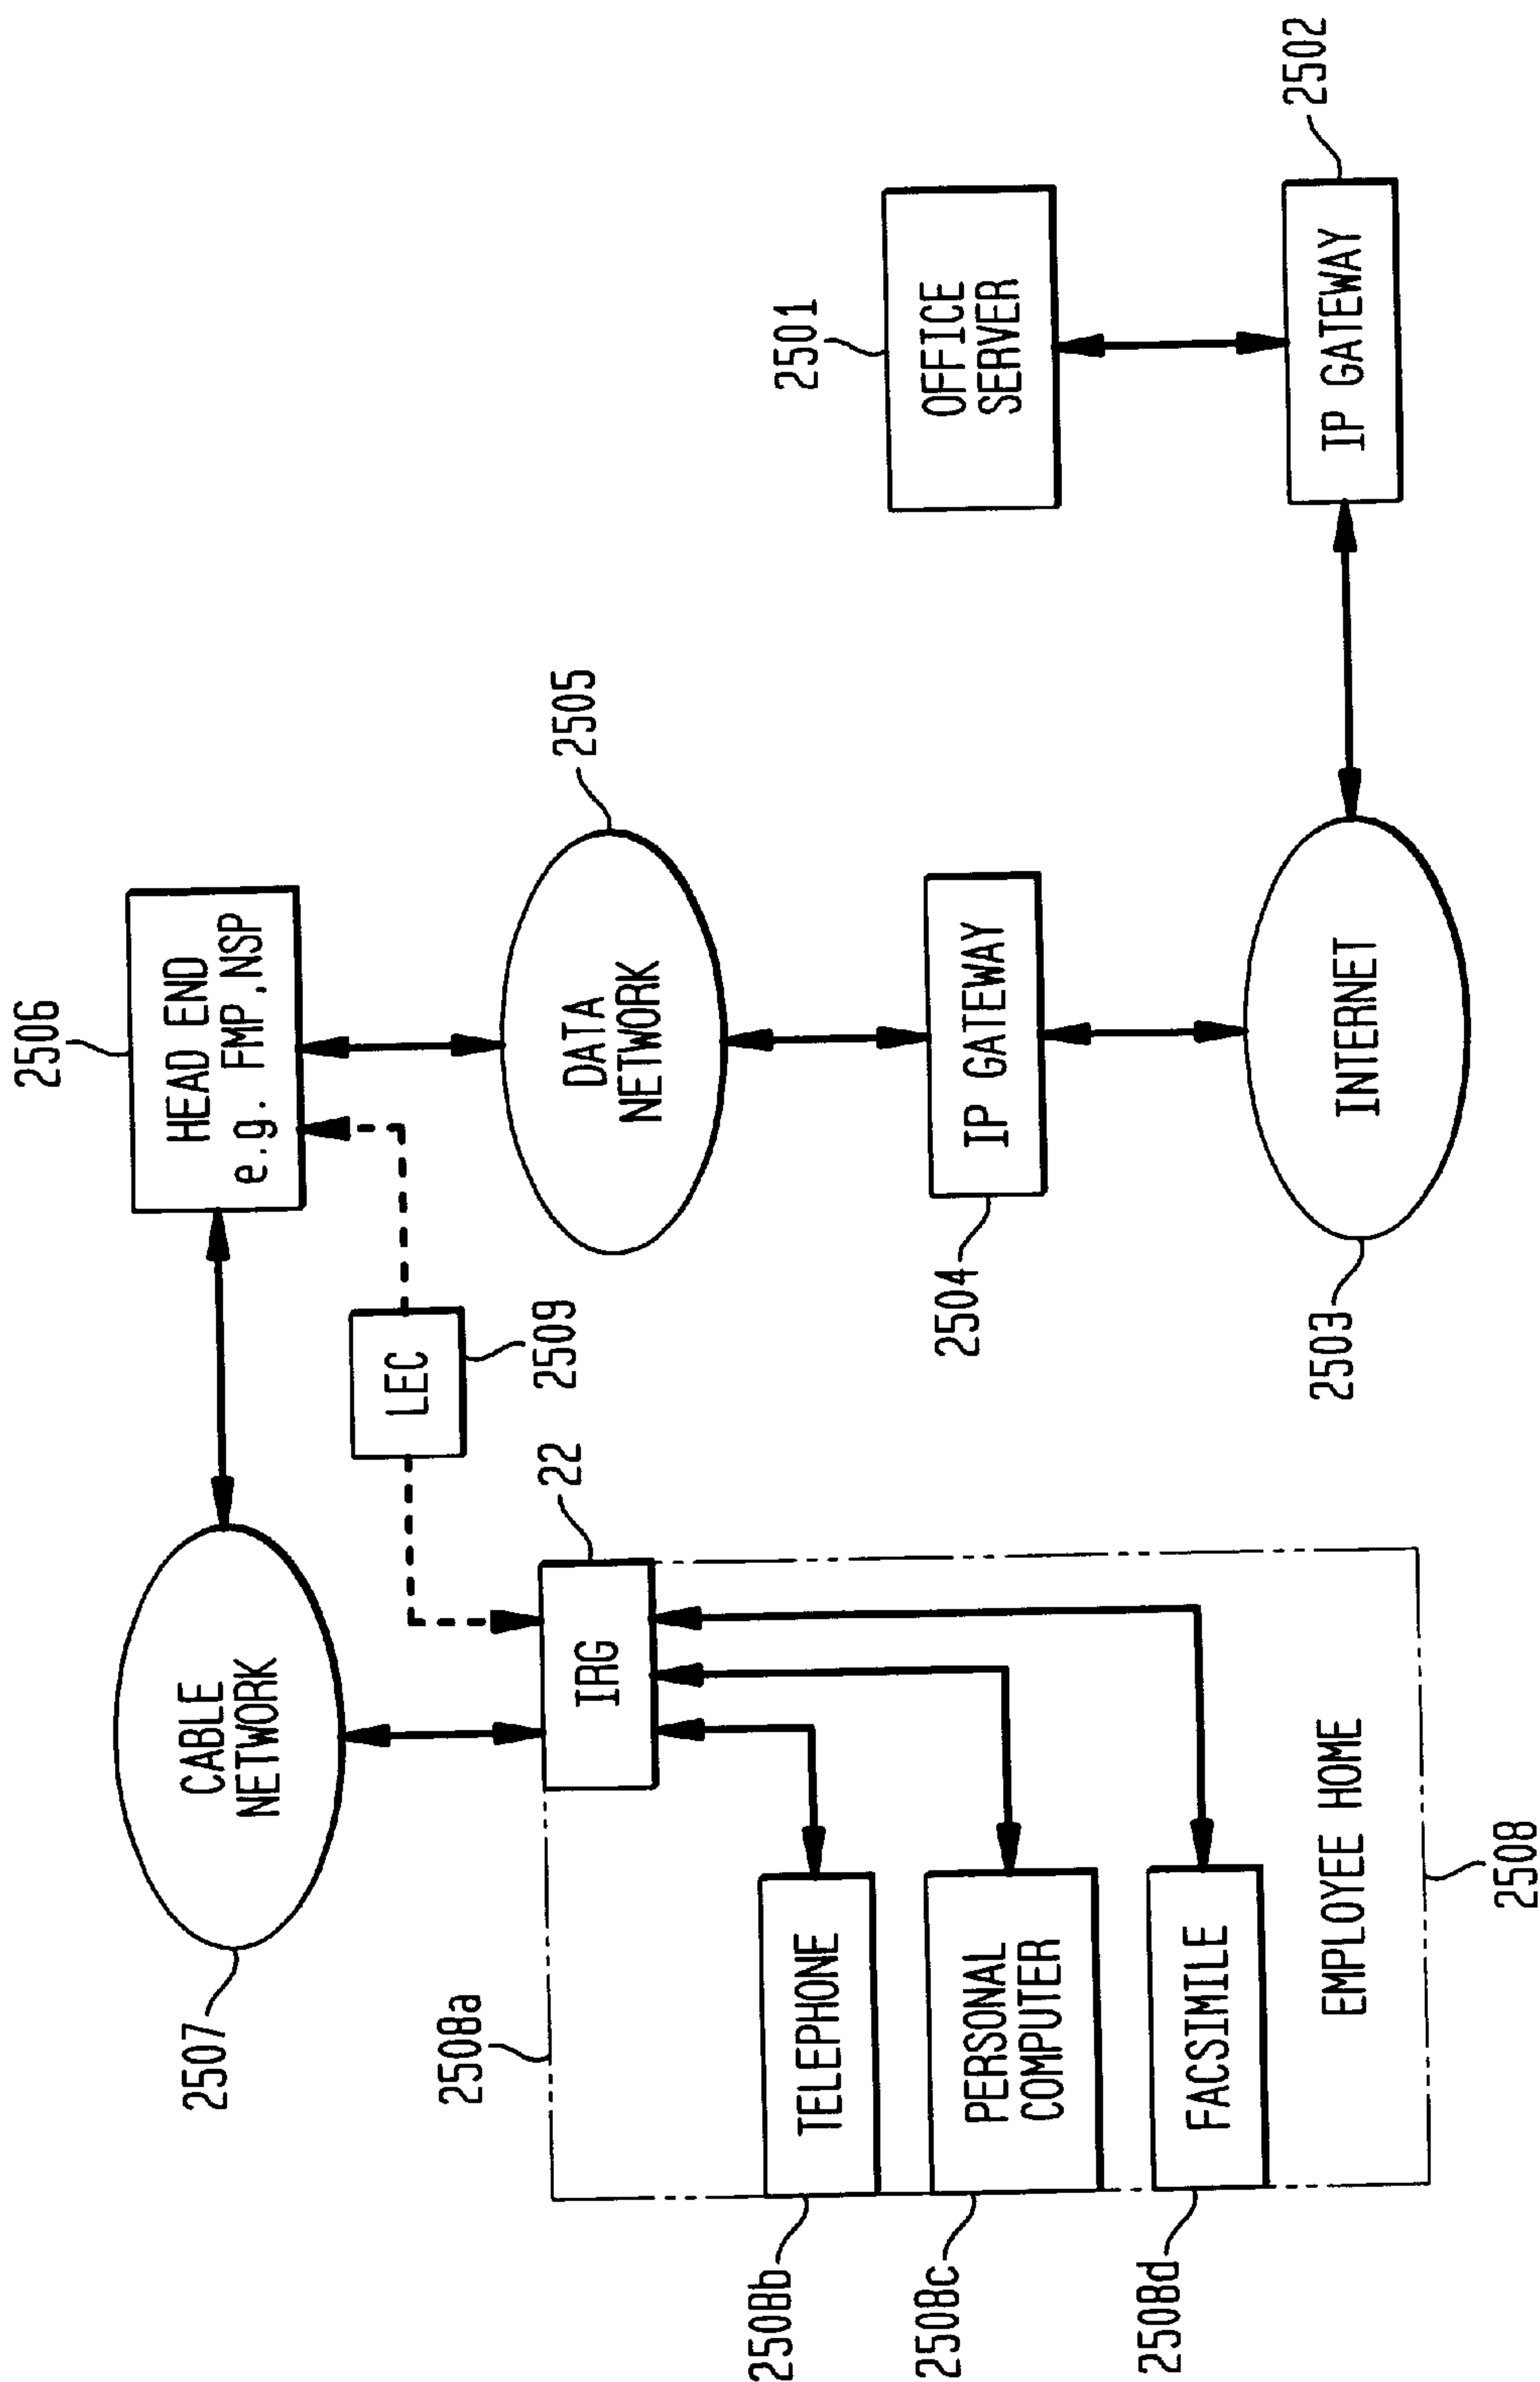 2507
CABLE
NETWORK
2506
HEAD END
e.g. FMP,NSP
LEC
2509
2508a
22
IRG
2505
DATA
NETWORK
2501
OFFICE
SERVER
2508b
TELEPHONE
2508c
PERSONAL
COMPUTER
2504
IP GATEWAY
2508d
FACSIMILE
EMPLOYEE HOME
2508
2503
INTERNET
IP GATEWAY
2502